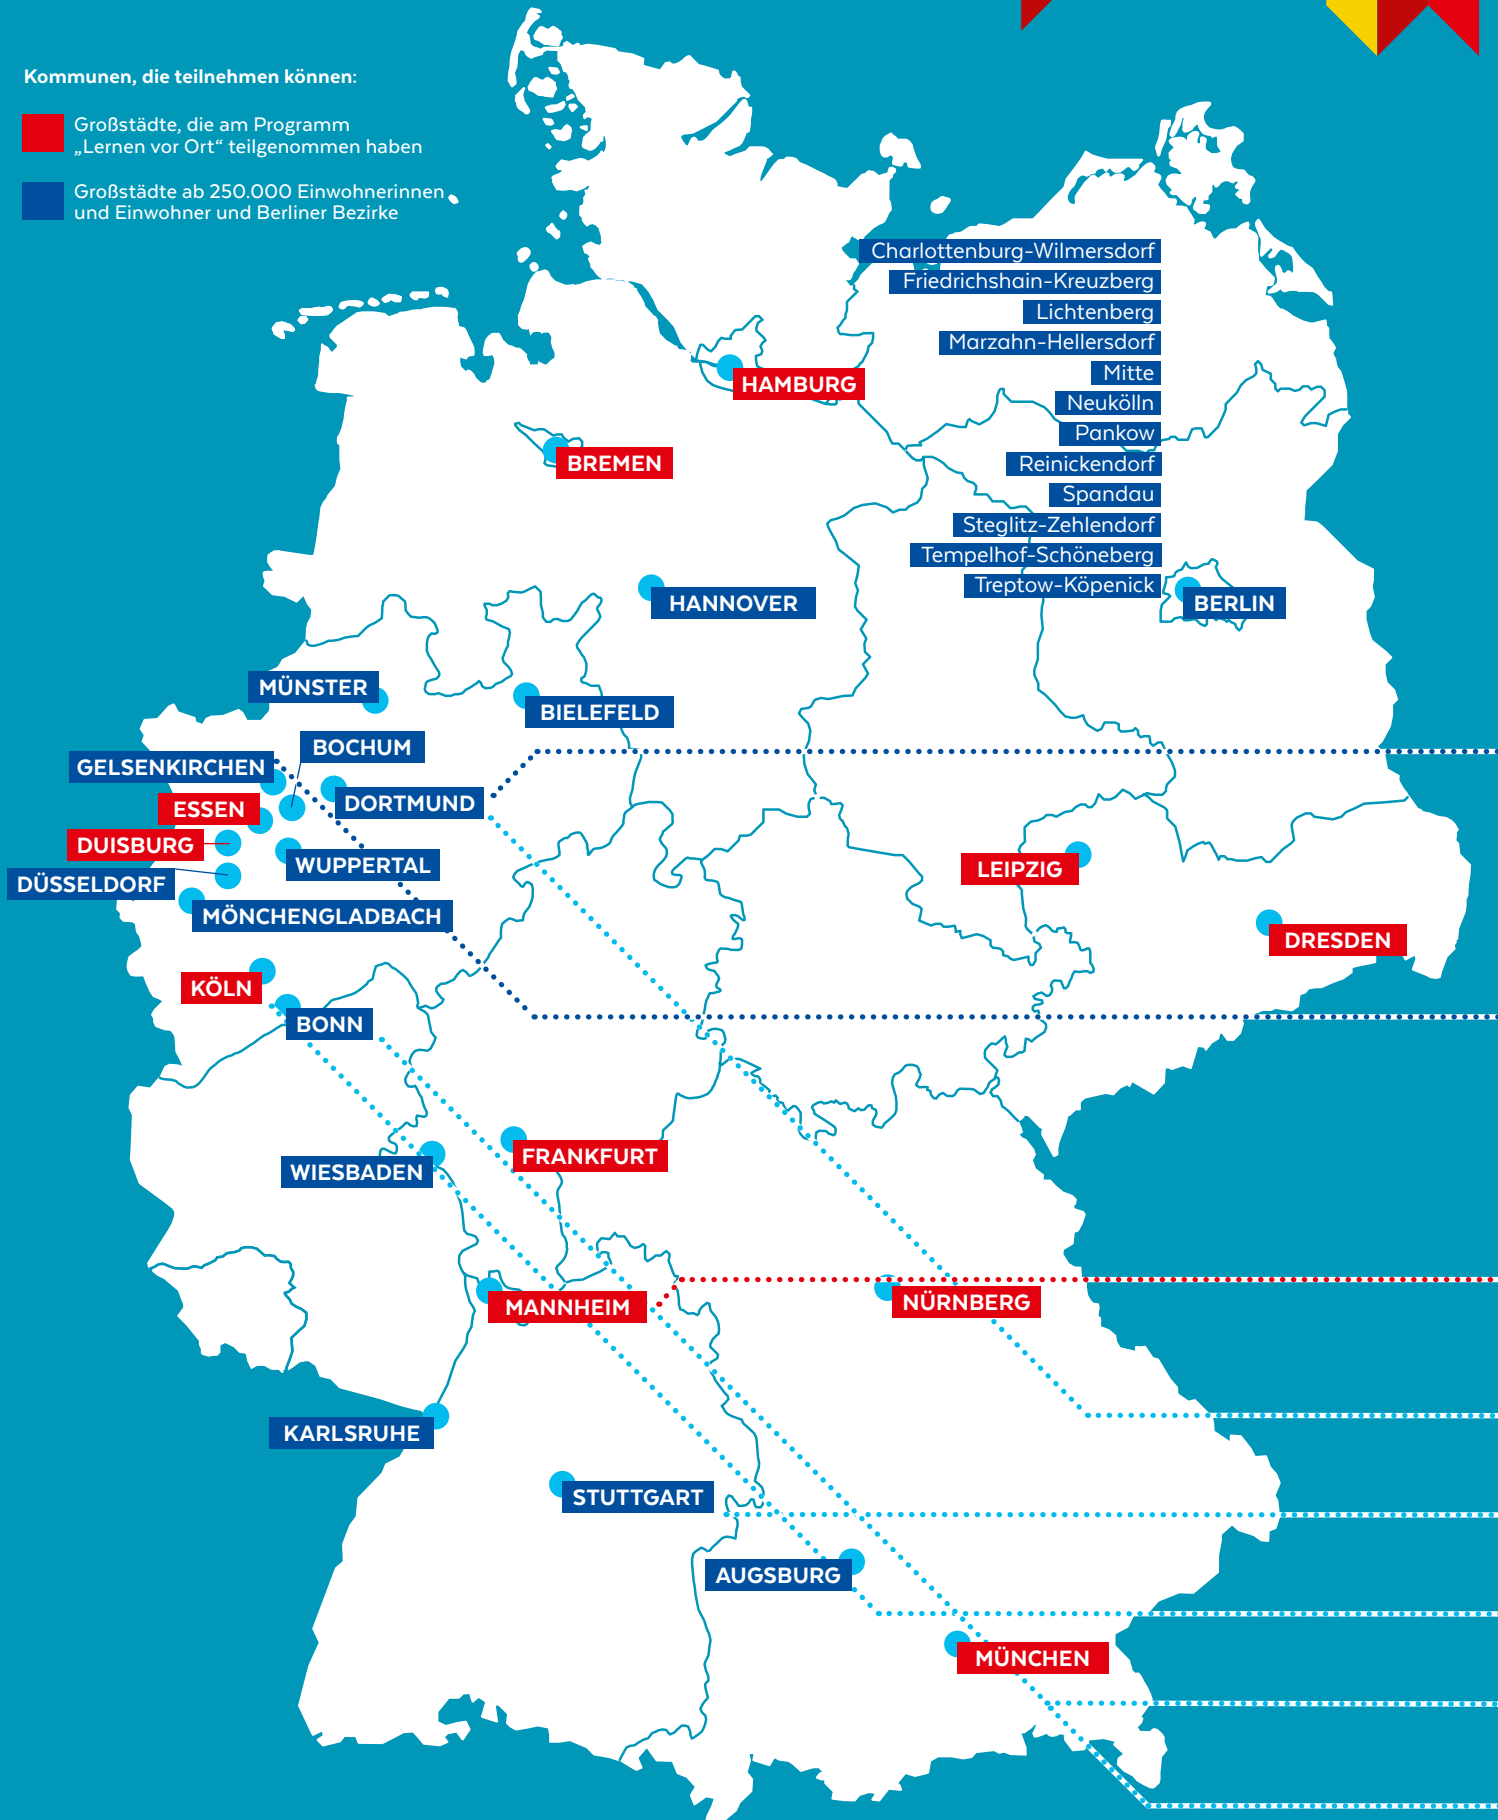 Kommunen, die teilnehmen können:
Großstädte, die am Programm
„Lernen vor Ort“ teilgenommen haben
Großstädte ab 250.000 Einwohnerinnen
und Einwohner und Berliner Bezirke
Charlottenburg-Wilmersdorf
Friedrichshain-Kreuzberg
Lichtenberg
Marzahn-Hellersdorf
Mitte
Neukölln
Pankow
Reinickendorf
Spandau
Steglitz-Zehlendorf
Tempelhof-Schöneberg
Treptow-Köpenick
HAMBURG
BREMEN
HANNOVER
BERLIN
MÜNSTER
BIELEFELD
BOCHUM
GELSENKIRCHEN
DORTMUND
ESSEN
DUISBURG
WUPPERTAL
DÜSSELDORF
MÖNCHENGLADBACH
LEIPZIG
DRESDEN
KÖLN
BONN
FRANKFURT
WIESBADEN
MANNHEIM
NÜRNBERG
KARLSRUHE
STUTTGART
AUGSBURG
MÜNCHEN